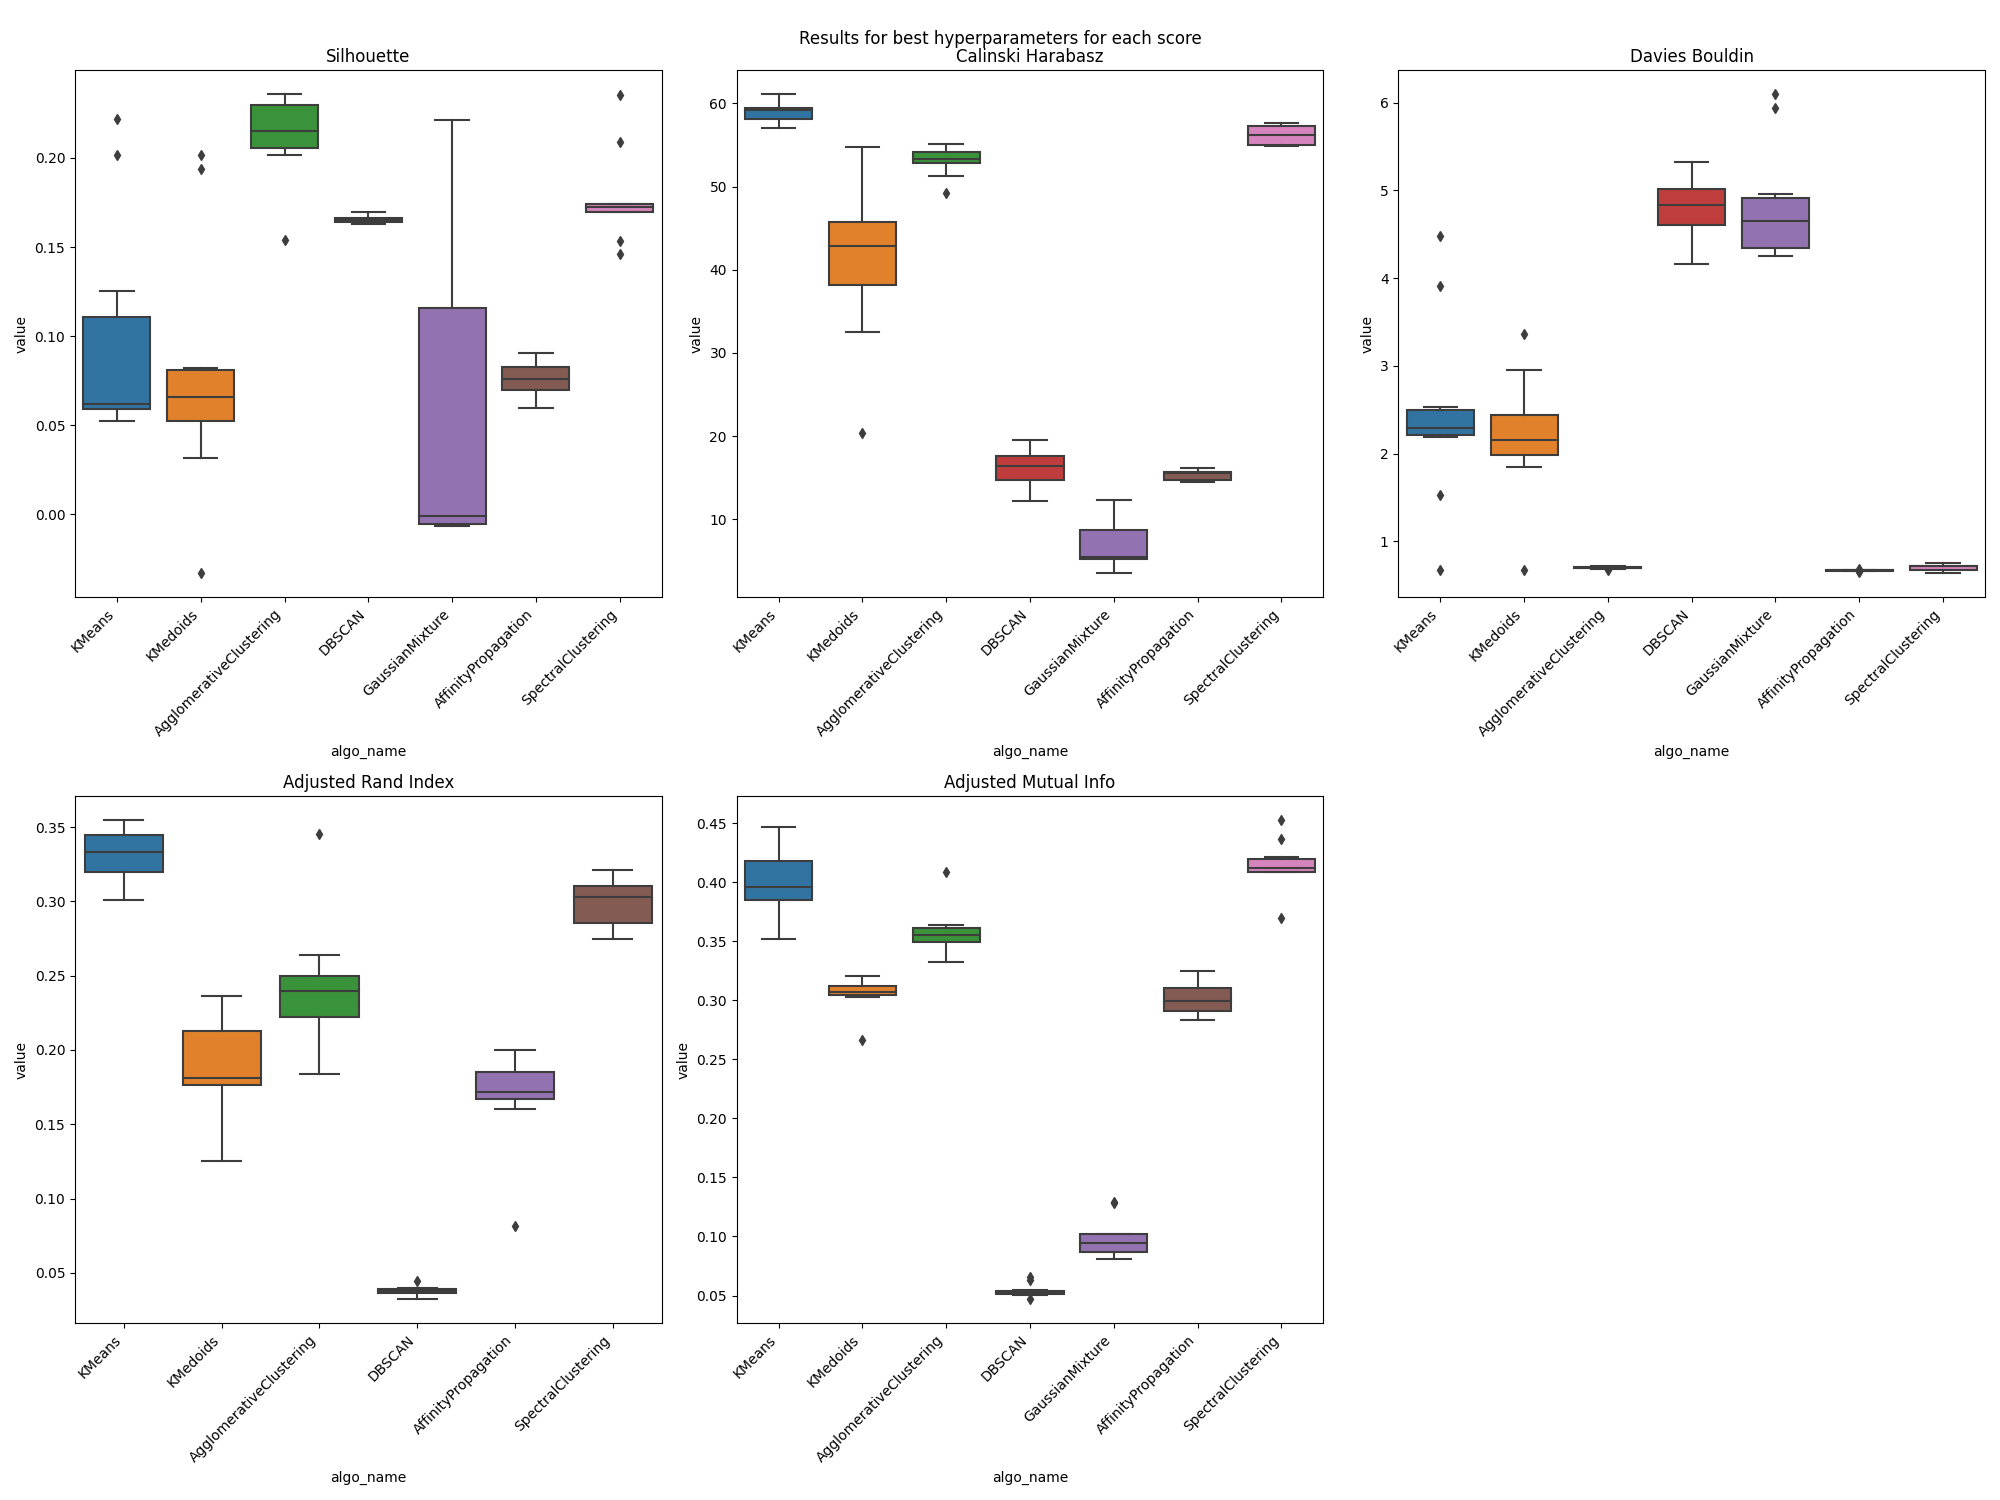 Results for best hyperparameters for each score
Silhouette
value
0.20
0.15
0.10
0.05
0.00
KMeans
KMedoids
AgglomerativeClustering
DBSCAN
GaussianMixture
AffinityPropagation
SpectralClustering
algo_name
Calinski Harabasz
value
60
50
40
30
20
10
KMeans
KMedoids
AgglomerativeClustering
DBSCAN
GaussianMixture
AffinityPropagation
SpectralClustering
algo_name
Davies Bouldin
value
6
5
4
3
2
1
KMeans
KMedoids
AgglomerativeClustering
DBSCAN
GaussianMixture
AffinityPropagation
SpectralClustering
algo_name
Adjusted Rand Index
value
0.35
0.30
0.25
0.20
0.15
0.10
0.05
KMeans
KMedoids
AgglomerativeClustering
DBSCAN
AffinityPropagation
SpectralClustering
algo_name
Adjusted Mutual Info
value
0.45
0.40
0.35
0.30
0.25
0.20
0.15
0.10
0.05
KMeans
KMedoids
AgglomerativeClustering
DBSCAN
GaussianMixture
AffinityPropagation
SpectralClustering
algo_name